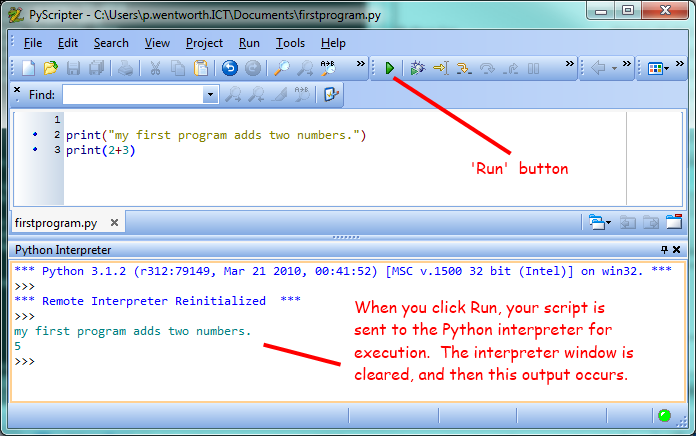 PyScripter - C:\Users\p.wentworth.ICT\Documents\firstprogram.py
File Edit Search View Project Run Tools Help
Find:
1
2 print("my first program adds two numbers.")
3 print(2+3)
'Run' button
firstprogram.py
Python Interpreter
*** Python 3.1.2 (r312:79149, Mar 21 2010, 00:41:52) [MSC v.1500 32 bit (Intel)] on win32. ***
>>>
*** Remote Interpreter Reinitialized ***
>>>
my first program adds two numbers.
5
>>>
When you click Run, your script is
sent to the Python interpreter for
execution. The interpreter window is
cleared, and then this output occurs.